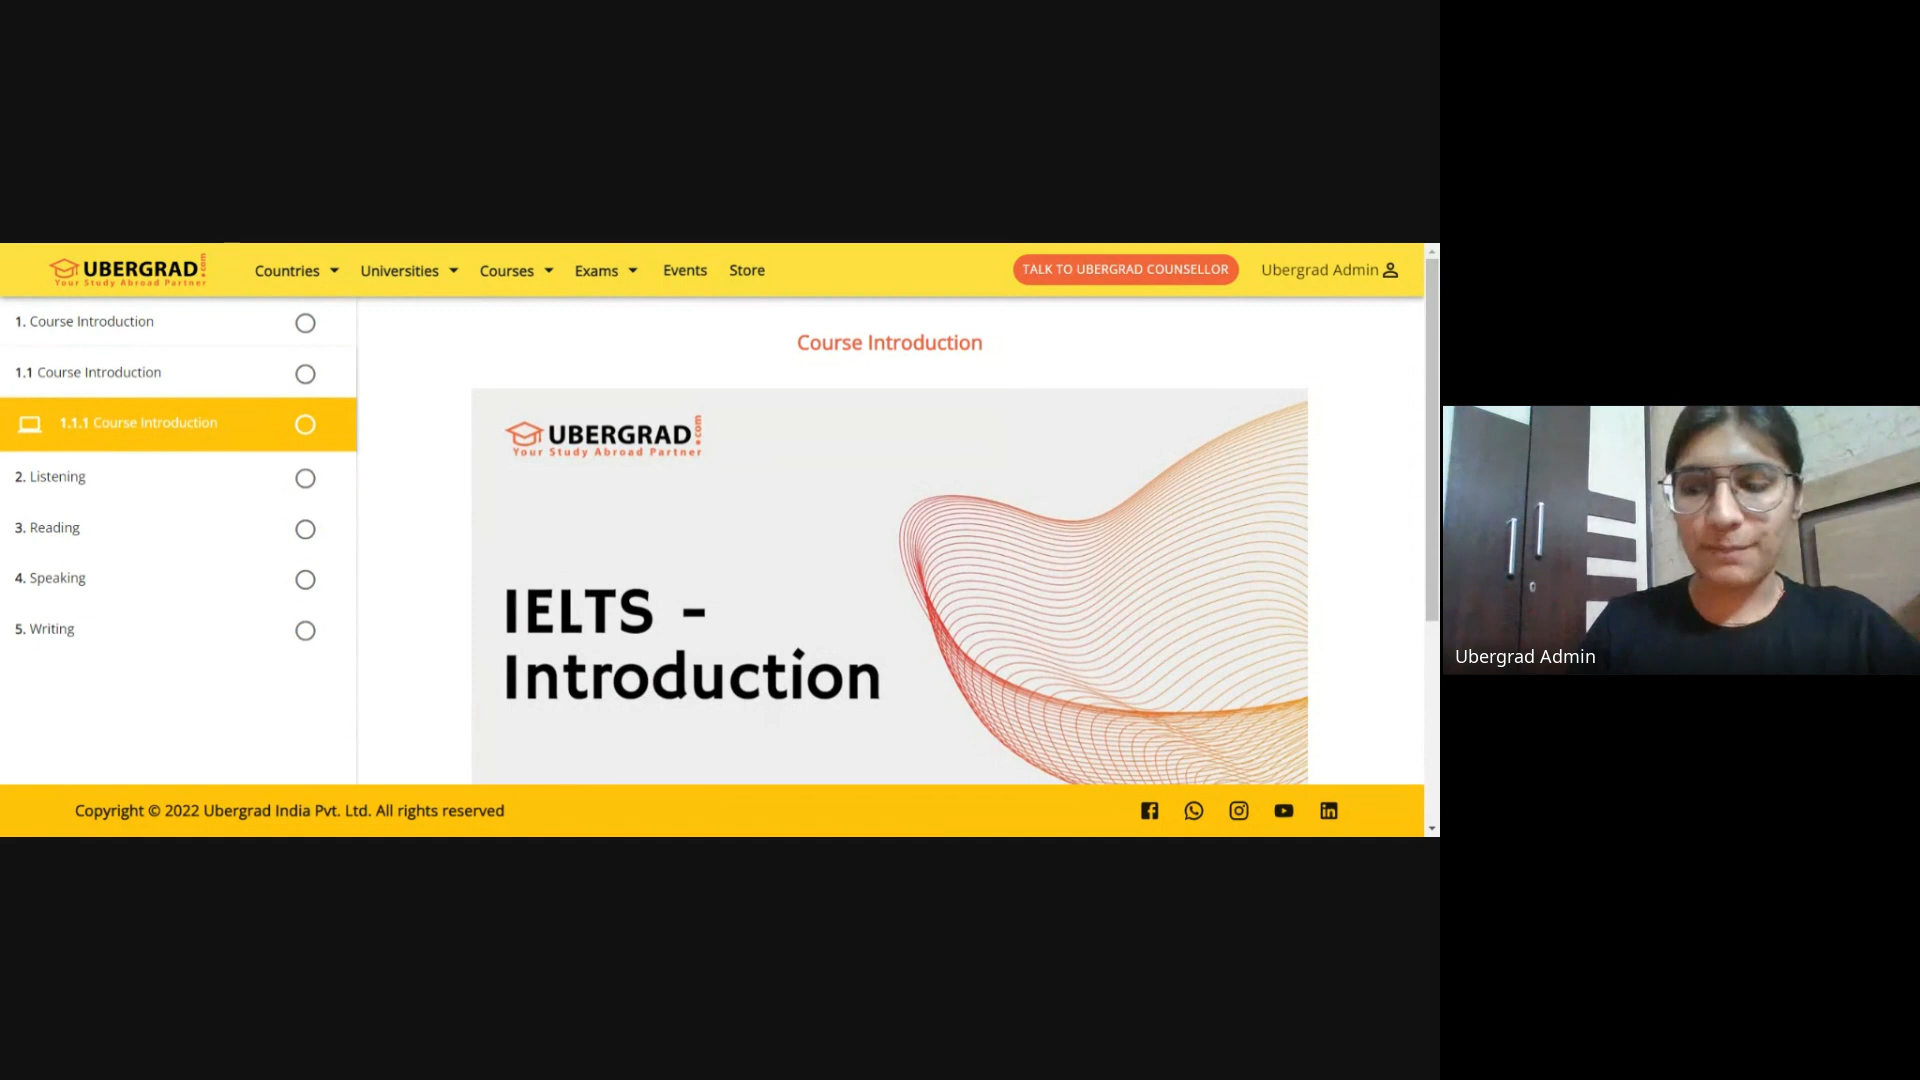 UBERGRAD.com
Your Study Abroad Partner
Countries
Universities
Courses
Exams
Events
Store
TALK TO UBERGRAD COUNSELLOR
Ubergrad Admin
1. Course Introduction
1.1 Course Introduction
1.1.1 Course Introduction
2. Listening
3. Reading
4. Speaking
5. Writing
Course Introduction
UBERGRAD.com
Your Study Abroad Partner
IELTS -
Introduction
Ubergrad Admin
Copyright © 2022 Ubergrad India Pvt. Ltd. All rights reserved